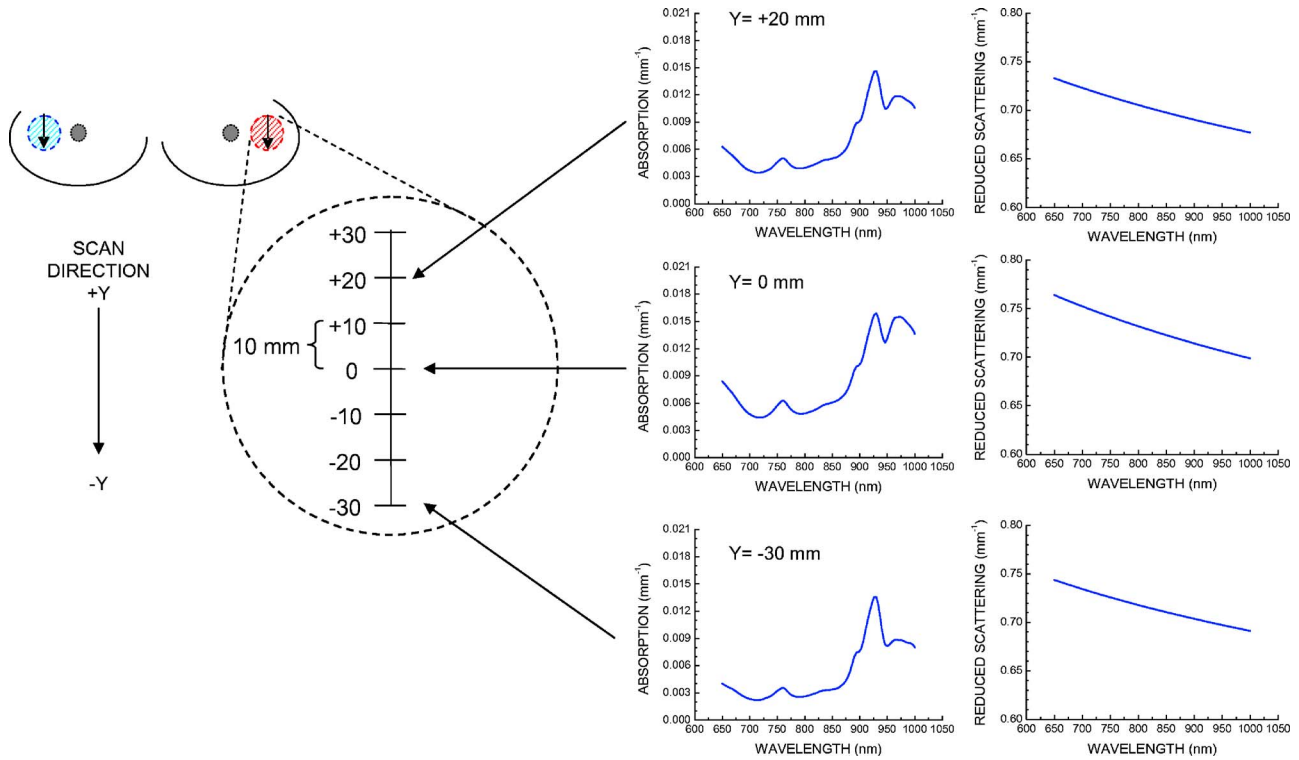 SCAN
DIRECTION
+Y
-Y
+30
+20
+10
10 mm
0
-10
-20
-30
Y= +20 mm
ABSORPTION (mm⁻¹)
0.021
0.018
0.015
0.012
0.009
0.006
0.003
0.000
600 650 700 750 800 850 900 950 1000 1050
WAVELENGTH (nm)
REDUCED SCATTERING (mm⁻¹)
0.80
0.75
0.70
0.65
0.60
600 650 700 750 800 850 900 950 1000 1050
WAVELENGTH (nm)
Y= 0 mm
ABSORPTION (mm⁻¹)
0.021
0.018
0.015
0.012
0.009
0.006
0.003
0.000
600 650 700 750 800 850 900 950 1000 1050
WAVELENGTH (nm)
REDUCED SCATTERING (mm⁻¹)
0.80
0.75
0.70
0.65
0.60
600 650 700 750 800 850 900 950 1000 1050
WAVELENGTH (nm)
Y= -30 mm
ABSORPTION (mm⁻¹)
0.021
0.018
0.015
0.012
0.009
0.006
0.003
0.000
600 650 700 750 800 850 900 950 1000 1050
WAVELENGTH (nm)
REDUCED SCATTERING (mm⁻¹)
0.80
0.75
0.70
0.65
0.60
600 650 700 750 800 850 900 950 1000 1050
WAVELENGTH (nm)